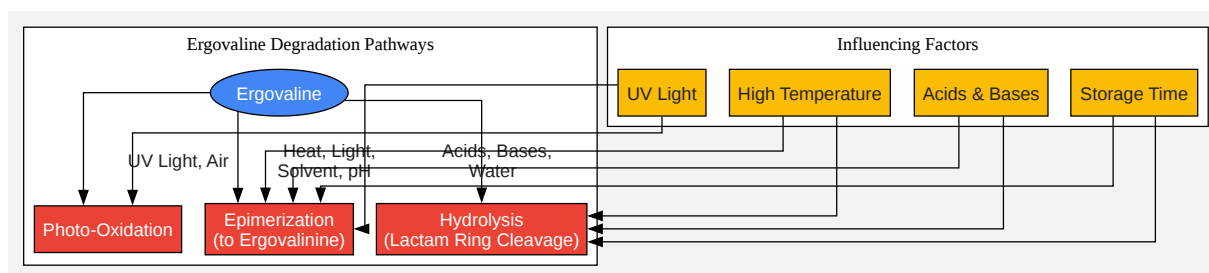 Ergovaline Degradation Pathways
Influencing Factors
Ergovaline
UV Light
High Temperature
Acids & Bases
Storage Time
UV Light, Air
Heat, Light,
Solvent, pH
Acids, Bases,
Water
Photo-Oxidation
Epimerization
(to Ergovalinine)
Hydrolysis
(Lactam Ring Cleavage)